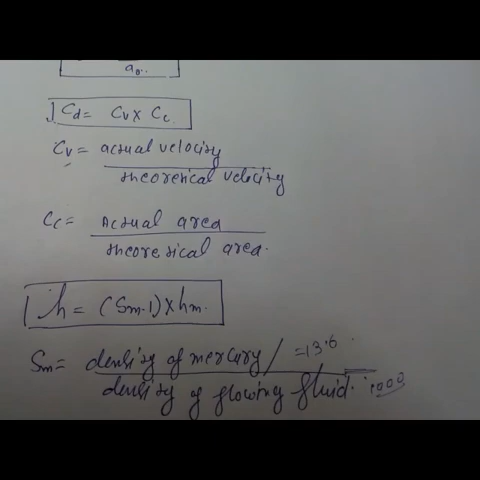 a0..
Cd = Cv x Cc
Cv = actual velocity
theoretical velocity
Cc = Actual area
theoretical area.
h = (Sm-1) x hm.
Sm = density of mercury / = 13.6
density of flowing fluid. 1000